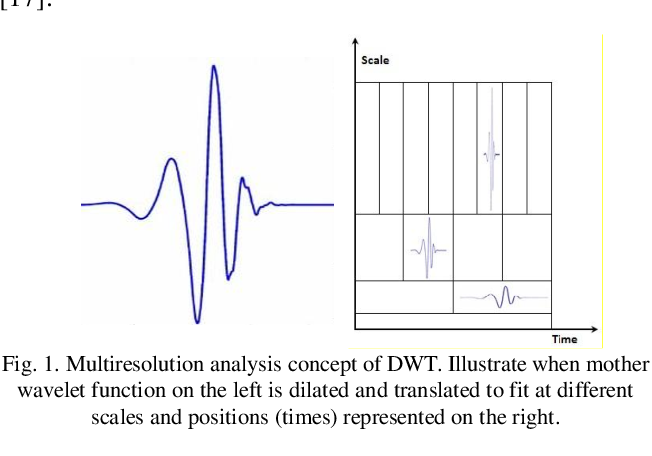 [17].
Scale
Time
Fig. 1. Multiresolution analysis concept of DWT. Illustrate when mother
wavelet function on the left is dilated and translated to fit at different
scales and positions (times) represented on the right.